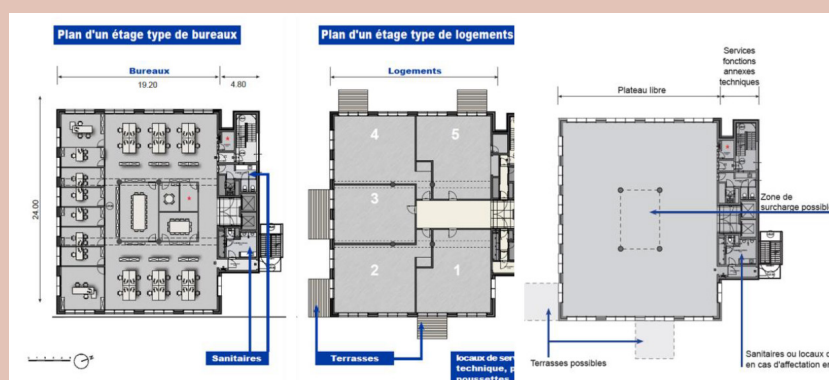 Plan d'un étage type de bureaux
Bureaux
19.20
4.80
24.00
Sanitaires
Plan d'un étage type de logements
Logements
4
5
3
2
1
Terrasses
locaux de serv
technique, p
poussettes
Services
fonctions
annexes
techniques
Plateau libre
Zone de
surcharge possible
Terrasses possibles
Sanitaires ou locaux d
en cas d'affectation en